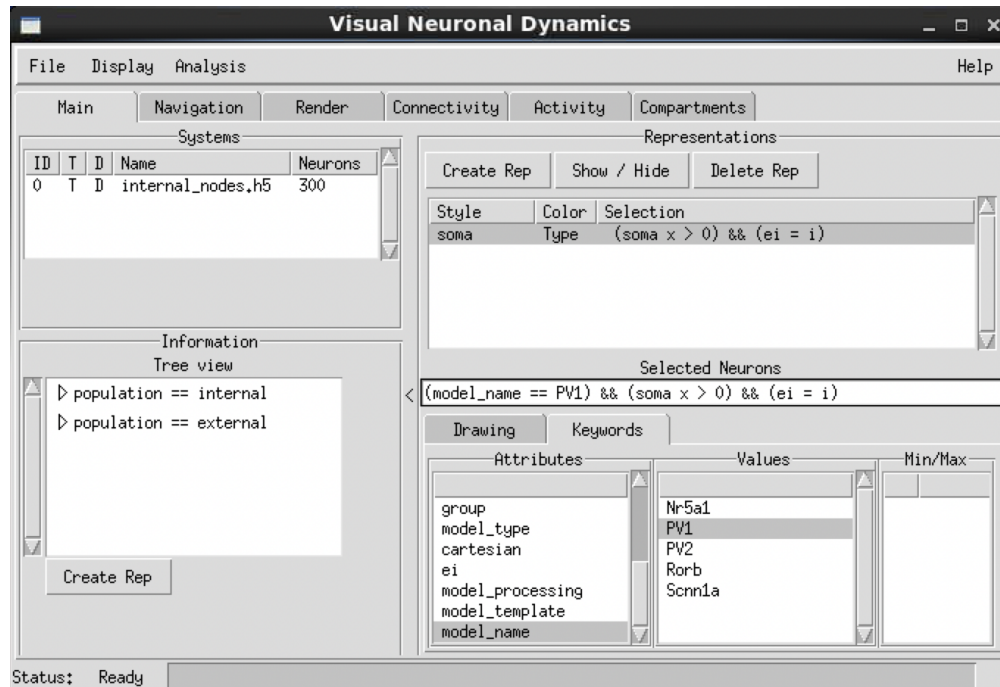 Visual Neuronal Dynamics
File Display Analysis Help
Main Navigation Render Connectivity Activity Compartments
Systems
ID T D Name Neurons
0 T D internal_nodes.h5 300
Information
Tree view
population == internal
population == external
Create Rep
Representations
Create Rep Show / Hide Delete Rep
Style Color Selection
soma Type (soma x > 0) && (ei = i)
Selected Neurons
(model_name == PV1) && (soma x > 0) && (ei = i)
Drawing Keywords
Attributes
group
model_type
cartesian
ei
model_processing
model_template
model_name
Values
Nr5a1
PV1
PV2
Rorb
Scnn1a
Min/Max
Status: Ready